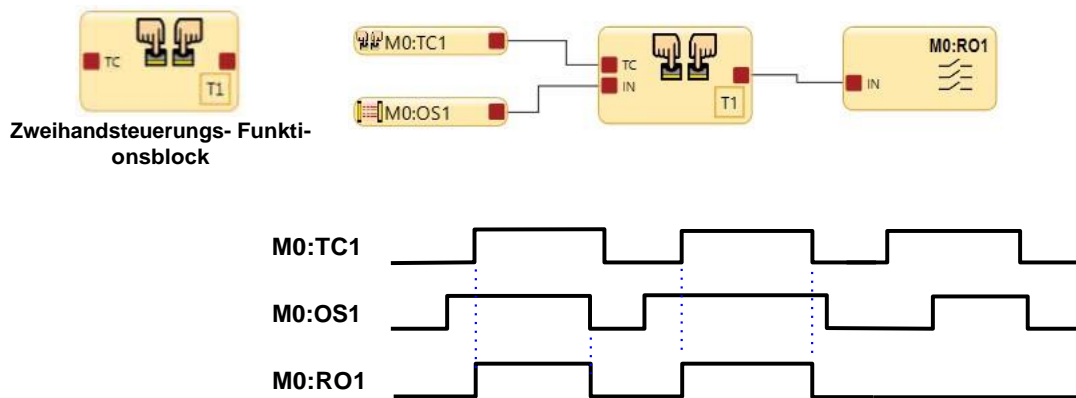 TC
T1
Zweihandsteuerungs- Funkti-
onsblock
M0:TC1
M0:OS1
TC
IN
T1
M0:RO1
IN
M0:TC1
M0:OS1
M0:RO1